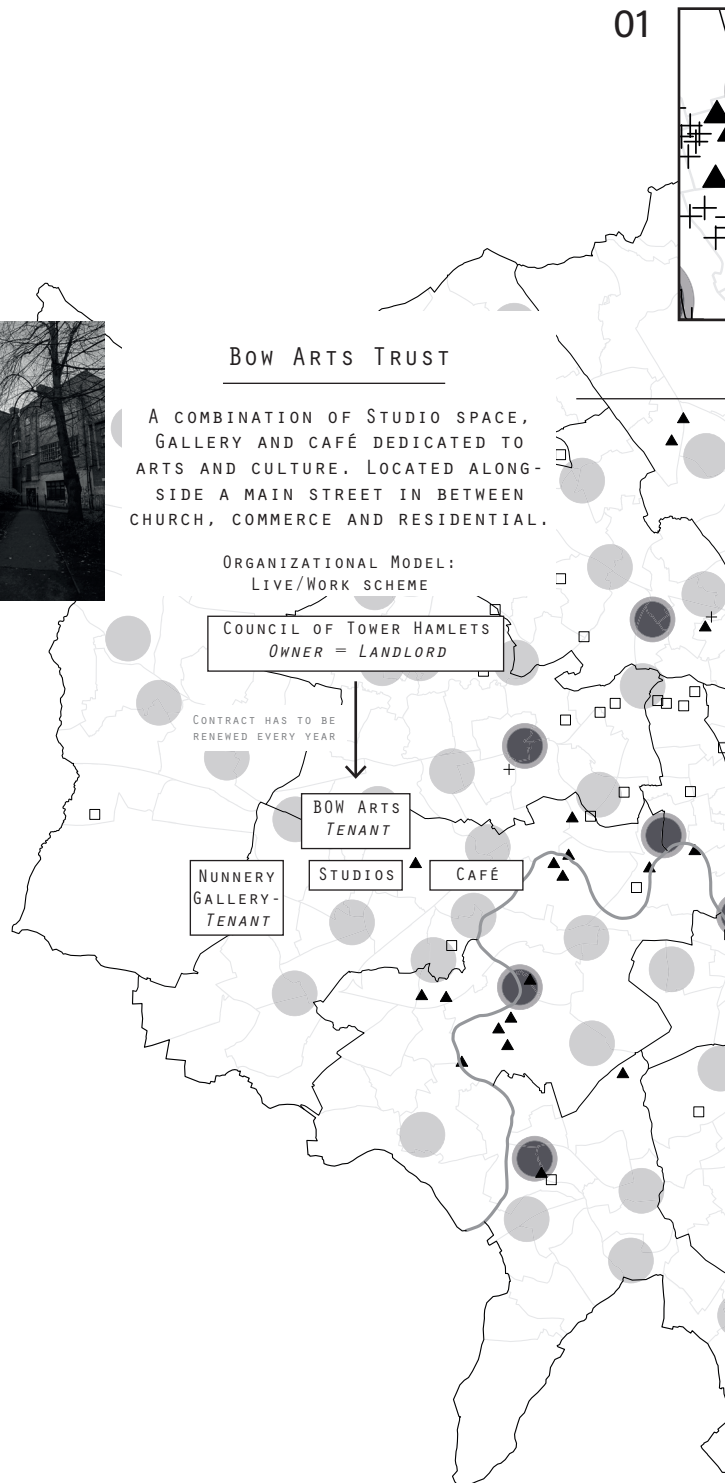 01
Bow Arts Trust
A combination of Studio space,
Gallery and café dedicated to
arts and culture. Located along-
side a main street in between
church, commerce and residential.
Organizational Model:
Live/Work scheme
Council of Tower Hamlets
Owner = Landlord
Contract has to be
renewed every year
BOW Arts
Tenant
Nunnery
Gallery-
Tenant
Studios
Café